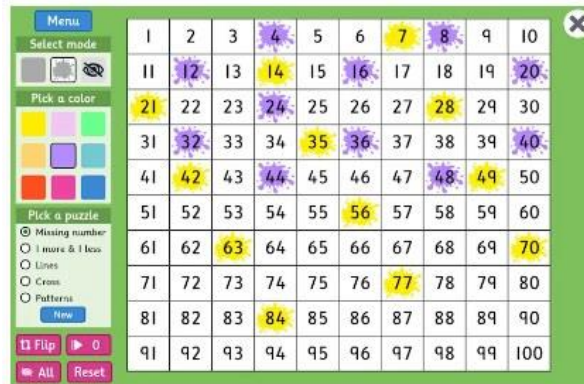 Menu
Select mode
Pick a color
Pick a puzzle
Missing number
1 more & 1 less
Lines
Cross
Patterns
New
Flip
0
All
Reset
1 2 3 4 5 6 7 8 9 10
11 12 13 14 15 16 17 18 19 20
21 22 23 24 25 26 27 28 29 30
31 32 33 34 35 36 37 38 39 40
41 42 43 44 45 46 47 48 49 50
51 52 53 54 55 56 57 58 59 60
61 62 63 64 65 66 67 68 69 70
71 72 73 74 75 76 77 78 79 80
81 82 83 84 85 86 87 88 89 90
91 92 93 94 95 96 97 98 99 100